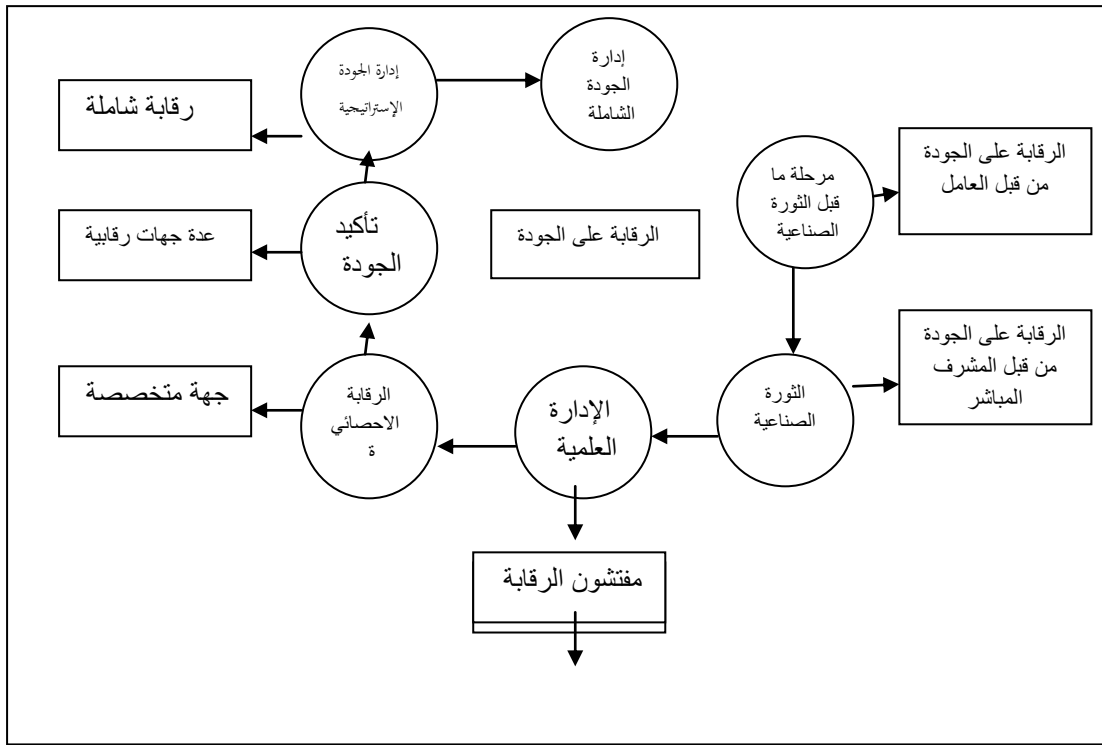 إدارة الجودة
الإستراتيجية
إدارة
الجودة
الشاملة
رقابة شاملة
الرقابة على الجودة
من قبل العامل
مرحلة ما
قبل الثورة
الصناعية
تأكيد
الجودة
عدة جهات رقابية
الرقابة على الجودة
الرقابة على الجودة
من قبل المشرف
المباشر
الثورة
الصناعية
الإدارة
العلمية
الرقابة
الاحصائي
ة
جهة متخصصة
مفتشون الرقابة